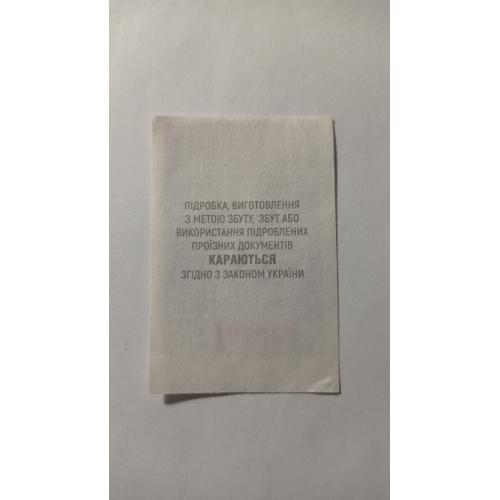 ПІДРОБКА, ВИГОТОВЛЕННЯ
З МЕТОЮ ЗБУТУ, ЗБУТ АБО
ВИКОРИСТАННЯ ПІДРОБЛЕНИХ
ПРОЇЗНИХ ДОКУМЕНТІВ
КАРАЮТЬСЯ
ЗГІДНО З ЗАКОНОМ УКРАЇНИ